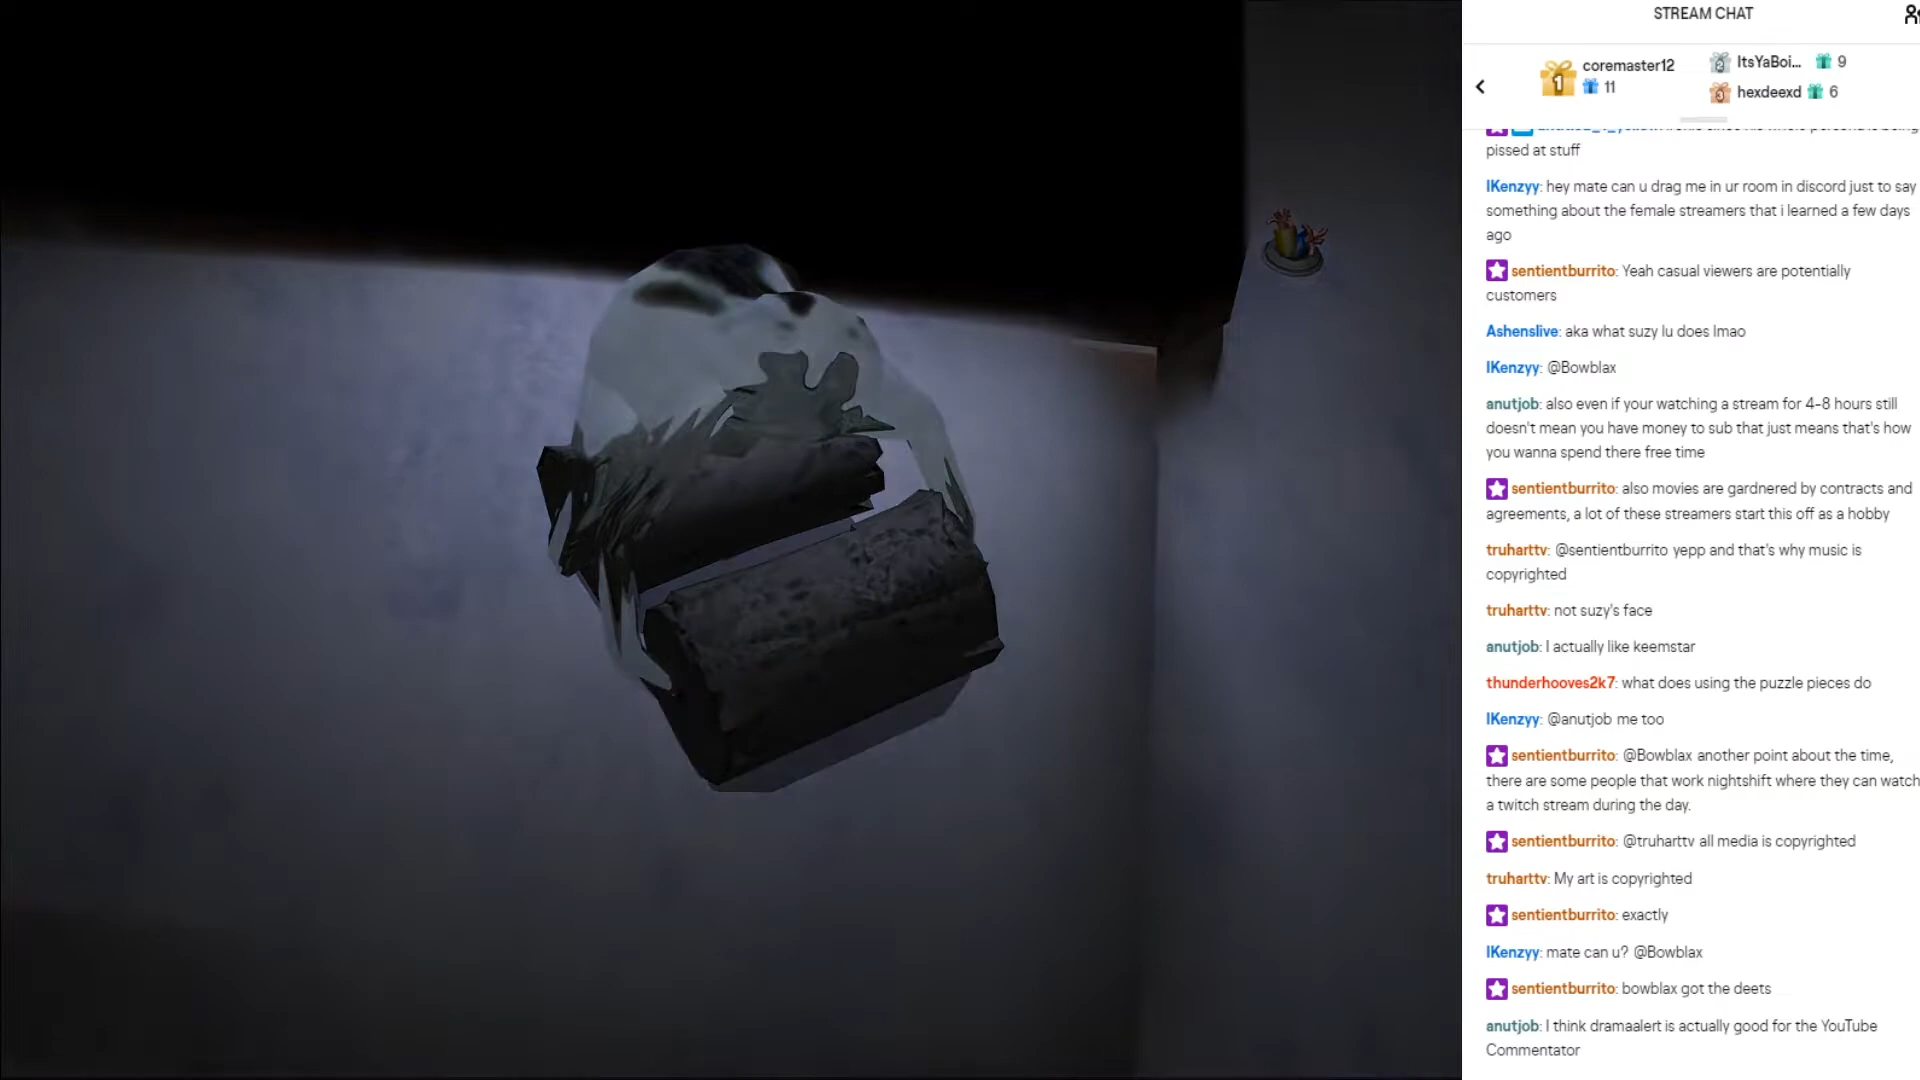 STREAM CHAT
coremaster12
11
ItsYaBoi... 9
hexdeexd 6
1
2
3
pissed at stuff
IKenzyy: hey mate can u drag me in ur room in discord just to say
something about the female streamers that i learned a few days
ago
sentientburrito: Yeah casual viewers are potentially
customers
Ashenslive: aka what suzy lu does lmao
IKenzyy: @Bowblax
anutjob: also even if your watching a stream for 4-8 hours still
doesn't mean you have money to sub that just means that's how
you wanna spend there free time
sentientburrito: also movies are gardnered by contracts and
agreements, a lot of these streamers start this off as a hobby
truharttv: @sentientburrito yepp and that's why music is
copyrighted
truharttv: not suzy's face
anutjob: I actually like keemstar
thunderhooves2k7: what does using the puzzle pieces do
IKenzyy: @anutjob me too
sentientburrito: @Bowblax another point about the time,
there are some people that work nightshift where they can watch
a twitch stream during the day.
sentientburrito: @truharttv all media is copyrighted
truharttv: My art is copyrighted
sentientburrito: exactly
IKenzyy: mate can u? @Bowblax
sentientburrito: bowblax got the deets
anutjob: I think dramaalert is actually good for the YouTube
Commentator